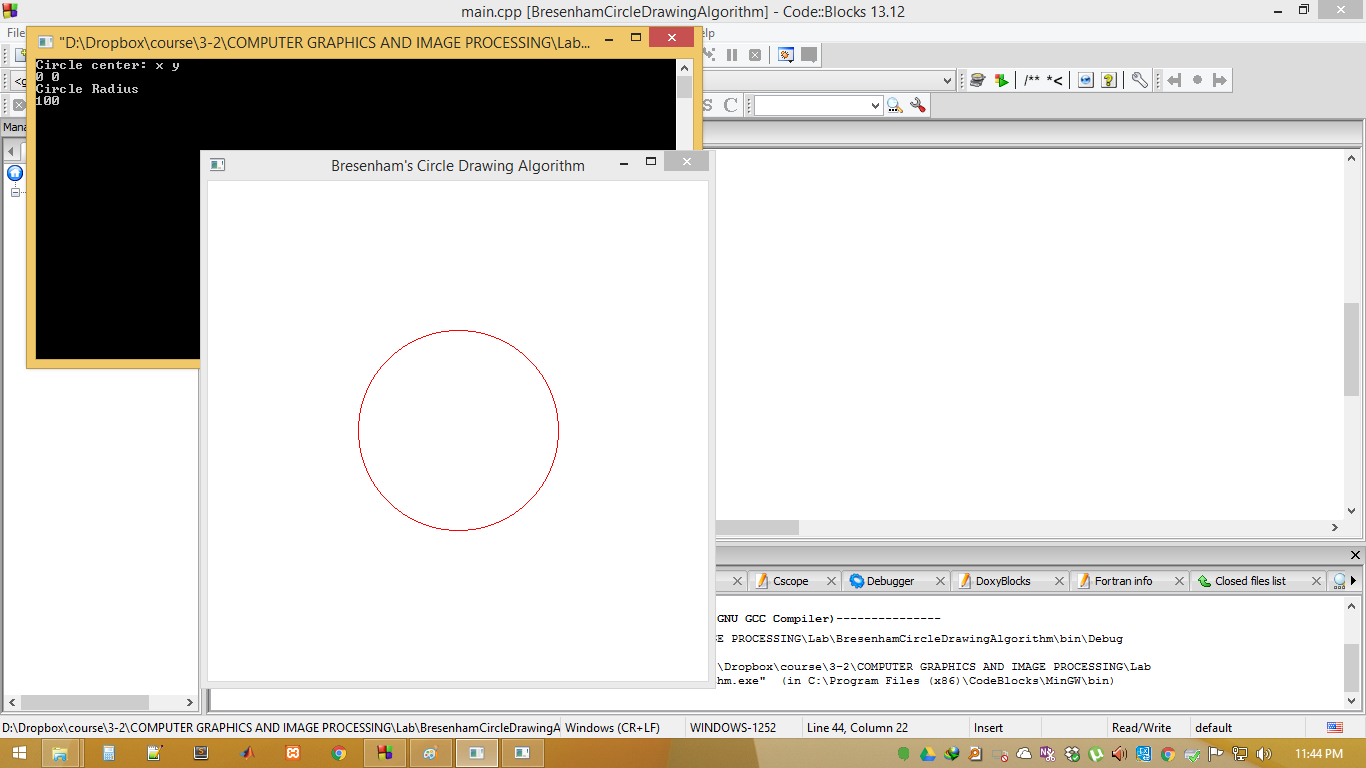 main.cpp [BresenhamCircleDrawingAlgorithm] - Code::Blocks 13.12
File
"D:\Dropbox\course\3-2\COMPUTER GRAPHICS AND IMAGE PROCESSING\Lab...
Circle center: x y
0 0
Circle Radius
100
/** *<
S C
Bresenham's Circle Drawing Algorithm
Cscope
Debugger
DoxyBlocks
Fortran info
Closed files list
GNU GCC Compiler)---------------
E PROCESSING\Lab\BresenhamCircleDrawingAlgorithm\bin\Debug
\Dropbox\course\3-2\COMPUTER GRAPHICS AND IMAGE PROCESSING\Lab
hm.exe" (in C:\Program Files (x86)\CodeBlocks\MinGW\bin)
D:\Dropbox\course\3-2\COMPUTER GRAPHICS AND IMAGE PROCESSING\Lab\BresenhamCircleDrawingA
Windows (CR+LF)
WINDOWS-1252
Line 44, Column 22
Insert
Read/Write
default
11:44 PM